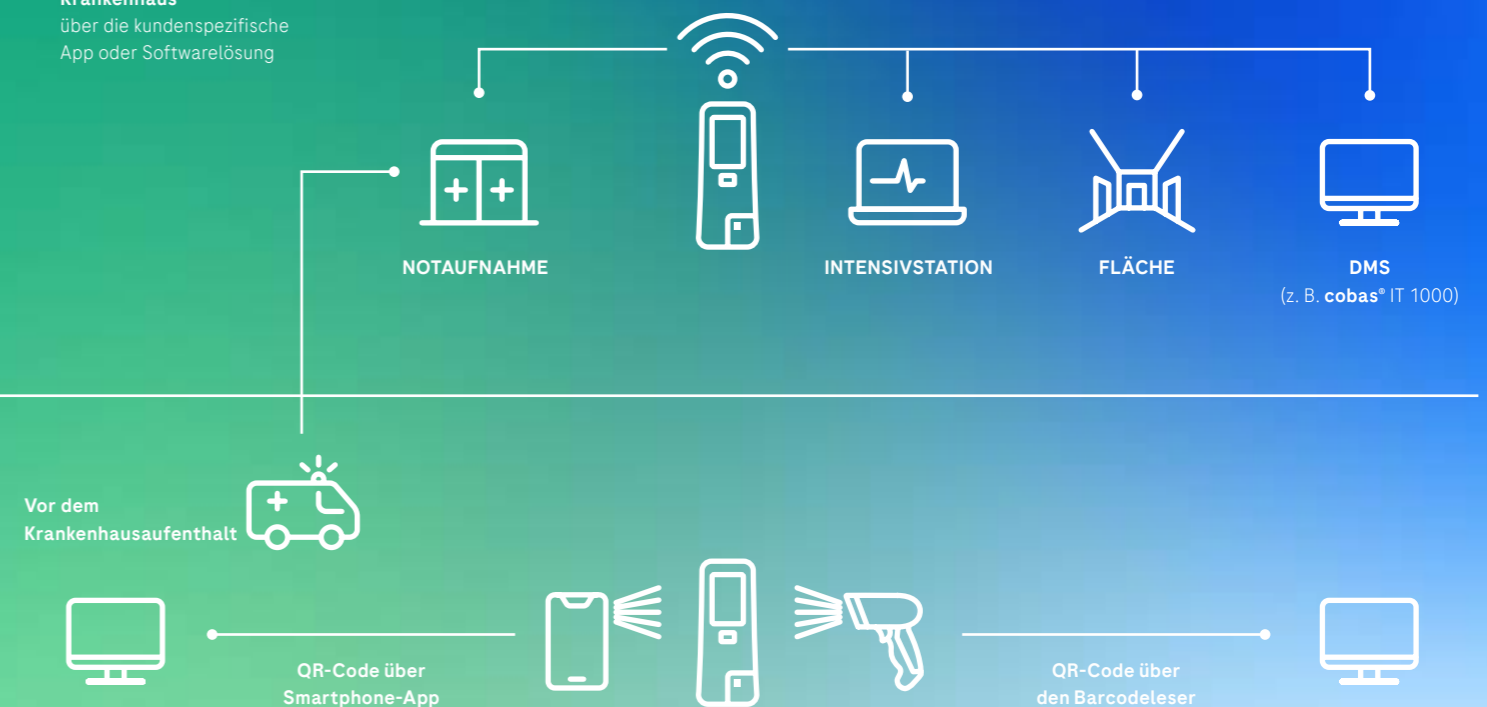 Krankenhaus
über die kundenspezifische
App oder Softwarelösung
NOTAUFNAHME
INTENSIVSTATION
FLÄCHE
DMS
(z. B. cobas® IT 1000)
Vor dem
Krankenhausaufenthalt
QR-Code über
Smartphone-App
QR-Code über
den Barcodeleser